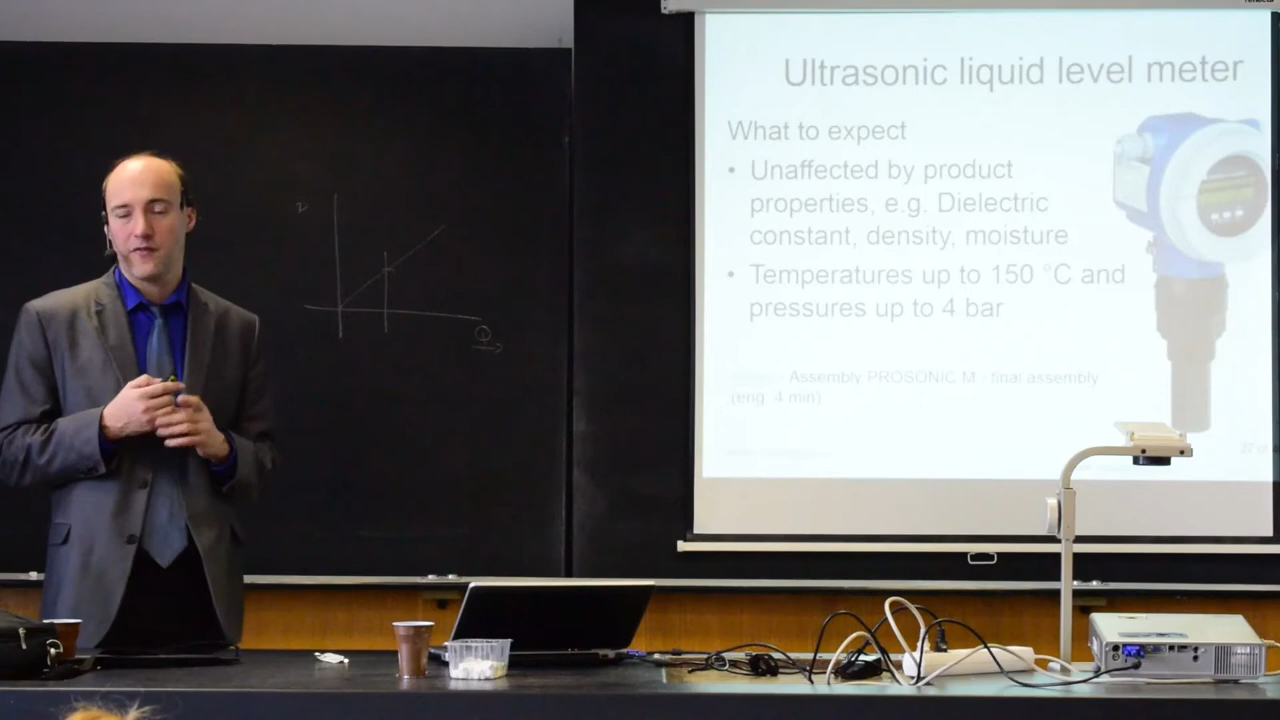 Ultrasonic liquid level meter
What to expect
• Unaffected by product
properties, e.g. Dielectric
constant, density, moisture
• Temperatures up to 150 °C and
pressures up to 4 bar
- Assembly PROSONIC M - final assembly
(eng. 4 min)